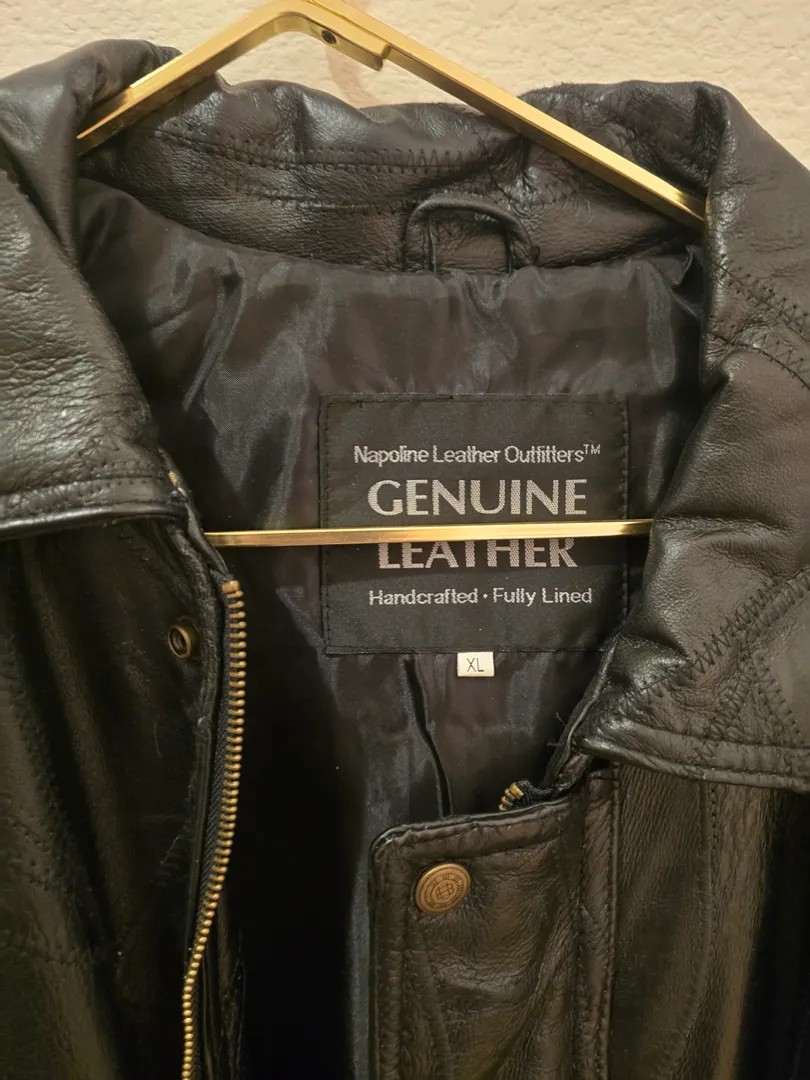 Napoline Leather Outfitters™
GENUINE
LEATHER
Handcrafted • Fully Lined
XL